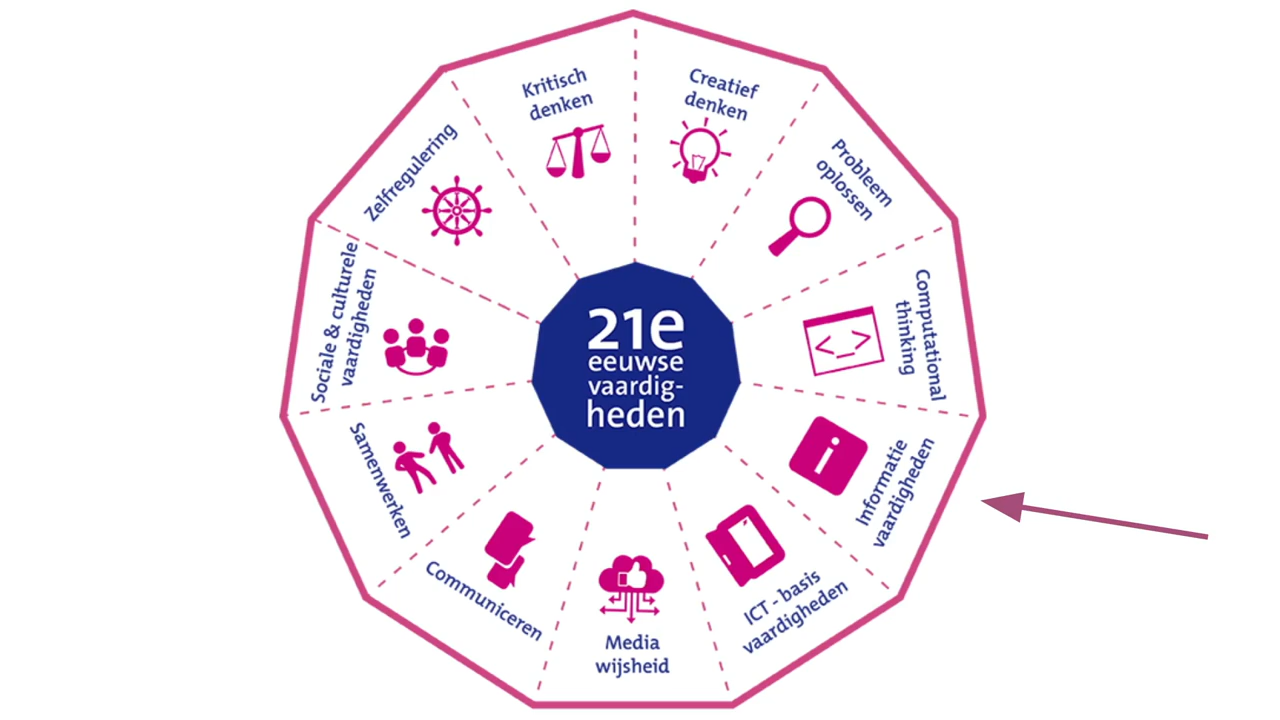 21e
eeuwse
vaardig-
heden
Kritisch
denken
Creatief
denken
Probleem
oplossen
Computational
thinking
Informatie
vaardigheden
ICT - basis
vaardigheden
Media
wijsheid
Communiceren
Samenwerken
Sociale & culturele
vaardigheden
Zelfregulering